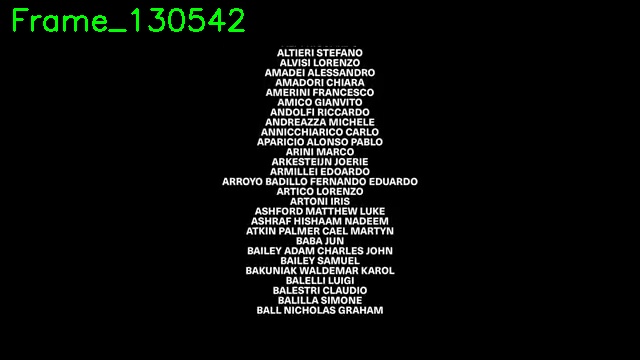 Frame_130542
ALTIERI STEFANO
ALVISI LORENZO
AMADEI ALESSANDRO
AMADORI CHIARA
AMERINI FRANCESCO
AMICO GIANVITO
ANDOLFI RICCARDO
ANDREAZZA MICHELE
ANNICCHIARICO CARLO
APARICIO ALONSO PABLO
ARINI MARCO
ARKESTEIJN JOERIE
ARMILLEI EDOARDO
ARROYO BADILLO FERNANDO EDUARDO
ARTICO LORENZO
ARTONI IRIS
ASHFORD MATTHEW LUKE
ASHRAF HISHAAM NADEEM
ATKIN PALMER CAEL MARTYN
BABA JUN
BAILEY ADAM CHARLES JOHN
BAILEY SAMUEL
BAKUNIAK WALDEMAR KAROL
BALELLI LUIGI
BALESTRI CLAUDIO
BALILLA SIMONE
BALL NICHOLAS GRAHAM